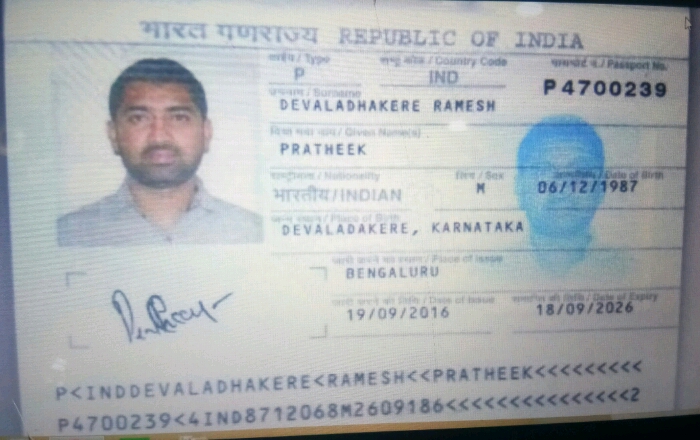 भारत गणराज्य REPUBLIC OF INDIA
टाईप / Type
राष्ट्र कोड / Country Code
पासपोर्ट नं. / Passport No.
P
IND
P4700239
उपनाम / Surname
DEVALADHAKERE RAMESH
दिया गया नाम / Given Name(s)
PRATHEEK
राष्ट्रीयता / Nationality
लिंग / Sex
जन्मतिथि / Date of Birth
भारतीय/INDIAN
M
06/12/1987
जन्म स्थान / Place of Birth
DEVALADAKERE, KARNATAKA
जारी करने का स्थान / Place of Issue
BENGALURU
जारी करने की तिथि / Date of Issue
समाप्ति की तिथि / Date of Expiry
19/09/2016
18/09/2026
P<INDDEVALADHAKERE<RAMESH<<PRATHEEK<<<<<<<<<
P4700239<4IND8712068M2609186<<<<<<<<<<<<<<<2